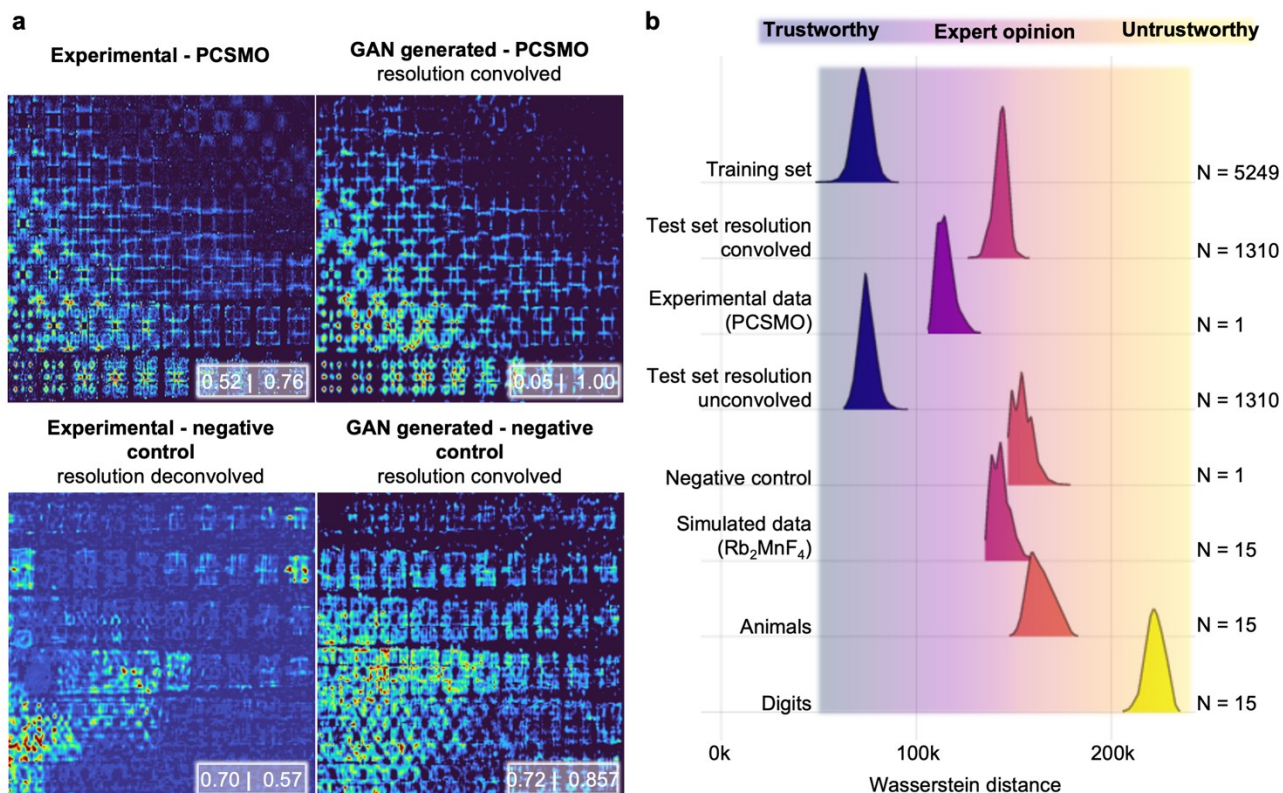 a
Experimental - PCSMO
GAN generated - PCSMO
resolution convolved
0.52 | 0.76
0.05 | 1.00
Experimental - negative
control
resolution deconvolved
GAN generated - negative
control
resolution convolved
0.70 | 0.57
0.72 | 0.857
b
Trustworthy
Expert opinion
Untrustworthy
Training set
N = 5249
Test set resolution
convolved
N = 1310
Experimental data
(PCSMO)
N = 1
Test set resolution
unconvolved
N = 1310
Negative control
N = 1
Simulated data
(Rb₂MnF₄)
N = 15
Animals
N = 15
Digits
N = 15
0k
100k
200k
Wasserstein distance